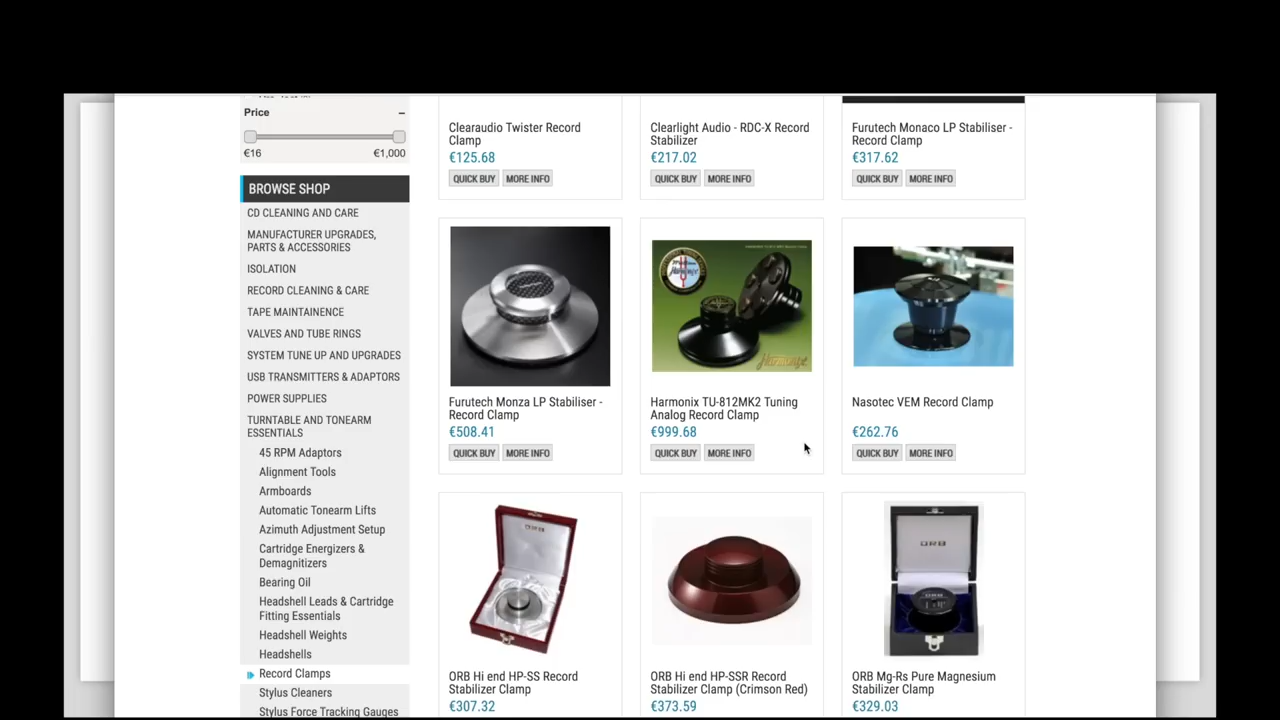 Price
–
€16
€1,000
BROWSE SHOP
CD CLEANING AND CARE
MANUFACTURER UPGRADES,
PARTS & ACCESSORIES
ISOLATION
RECORD CLEANING & CARE
TAPE MAINTAINENCE
VALVES AND TUBE RINGS
SYSTEM TUNE UP AND UPGRADES
USB TRANSMITTERS & ADAPTORS
POWER SUPPLIES
TURNTABLE AND TONEARM
ESSENTIALS
45 RPM Adaptors
Alignment Tools
Armboards
Automatic Tonearm Lifts
Azimuth Adjustment Setup
Cartridge Energizers &
Demagnitizers
Bearing Oil
Headshell Leads & Cartridge
Fitting Essentials
Headshell Weights
Headshells
Record Clamps
Stylus Cleaners
Stylus Force Tracking Gauges
Clearaudio Twister Record
Clamp
€125.68
QUICK BUY MORE INFO
Clearlight Audio - RDC-X Record
Stabilizer
€217.02
QUICK BUY MORE INFO
Furutech Monaco LP Stabiliser -
Record Clamp
€317.62
QUICK BUY MORE INFO
Furutech Monza LP Stabiliser -
Record Clamp
€508.41
QUICK BUY MORE INFO
Harmonix
Harmonix TU-812MK2 Tuning
Analog Record Clamp
€999.68
QUICK BUY MORE INFO
Nasotec VEM Record Clamp
€262.76
QUICK BUY MORE INFO
ORB
ORB Hi end HP-SS Record
Stabilizer Clamp
€307.32
ORB Hi end HP-SSR Record
Stabilizer Clamp (Crimson Red)
€373.59
ORB
ORB
ORB Mg-Rs Pure Magnesium
Stabilizer Clamp
€329.03